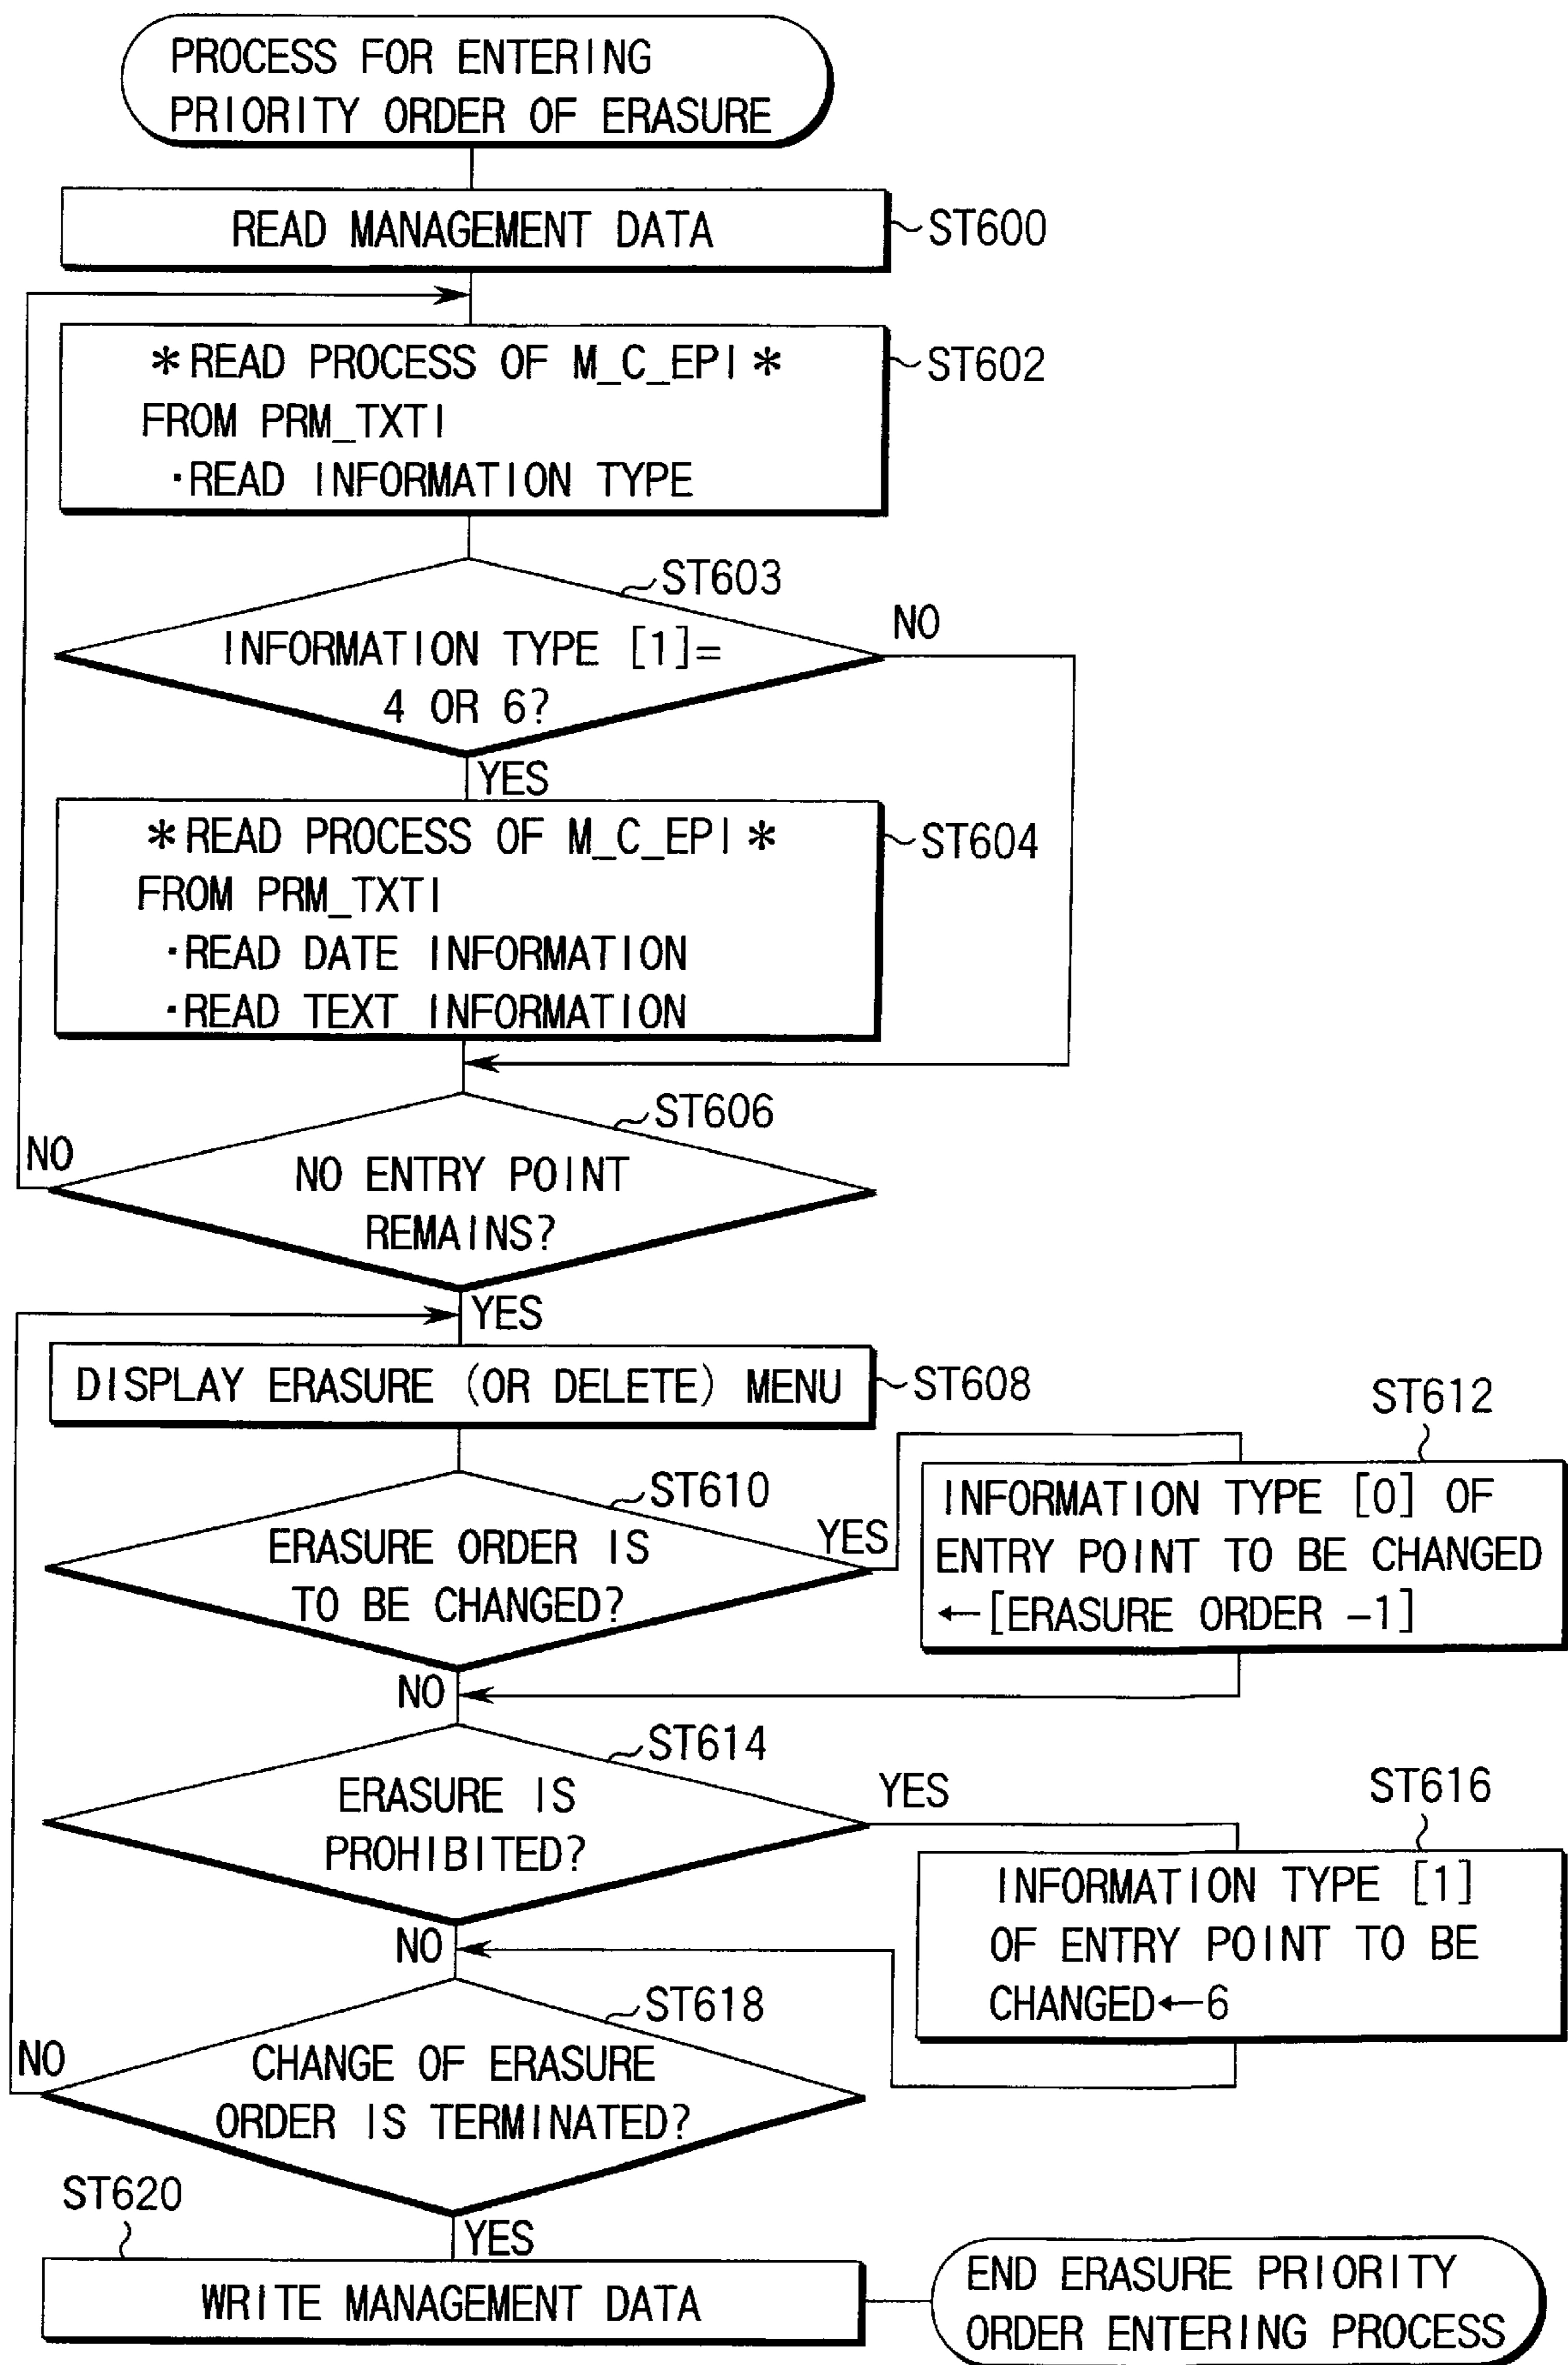 PROCESS FOR ENTERING
PRIORITY ORDER OF ERASURE
READ MANAGEMENT DATA
ST600
*READ PROCESS OF M_C_EPI*
FROM PRM_TXTI
·READ INFORMATION TYPE
ST602
ST603
INFORMATION TYPE [1]=
4 OR 6?
NO
YES
*READ PROCESS OF M_C_EPI*
FROM PRM_TXTI
·READ DATE INFORMATION
·READ TEXT INFORMATION
ST604
ST606
NO
NO ENTRY POINT
REMAINS?
YES
DISPLAY ERASURE (OR DELETE) MENU
ST608
ST610
ERASURE ORDER IS
TO BE CHANGED?
YES
ST612
INFORMATION TYPE [0] OF
ENTRY POINT TO BE CHANGED
←[ERASURE ORDER -1]
NO
ST614
ERASURE IS
PROHIBITED?
YES
ST616
INFORMATION TYPE [1]
OF ENTRY POINT TO BE
CHANGED←6
NO
ST618
NO
CHANGE OF ERASURE
ORDER IS TERMINATED?
YES
ST620
WRITE MANAGEMENT DATA
END ERASURE PRIORITY
ORDER ENTERING PROCESS